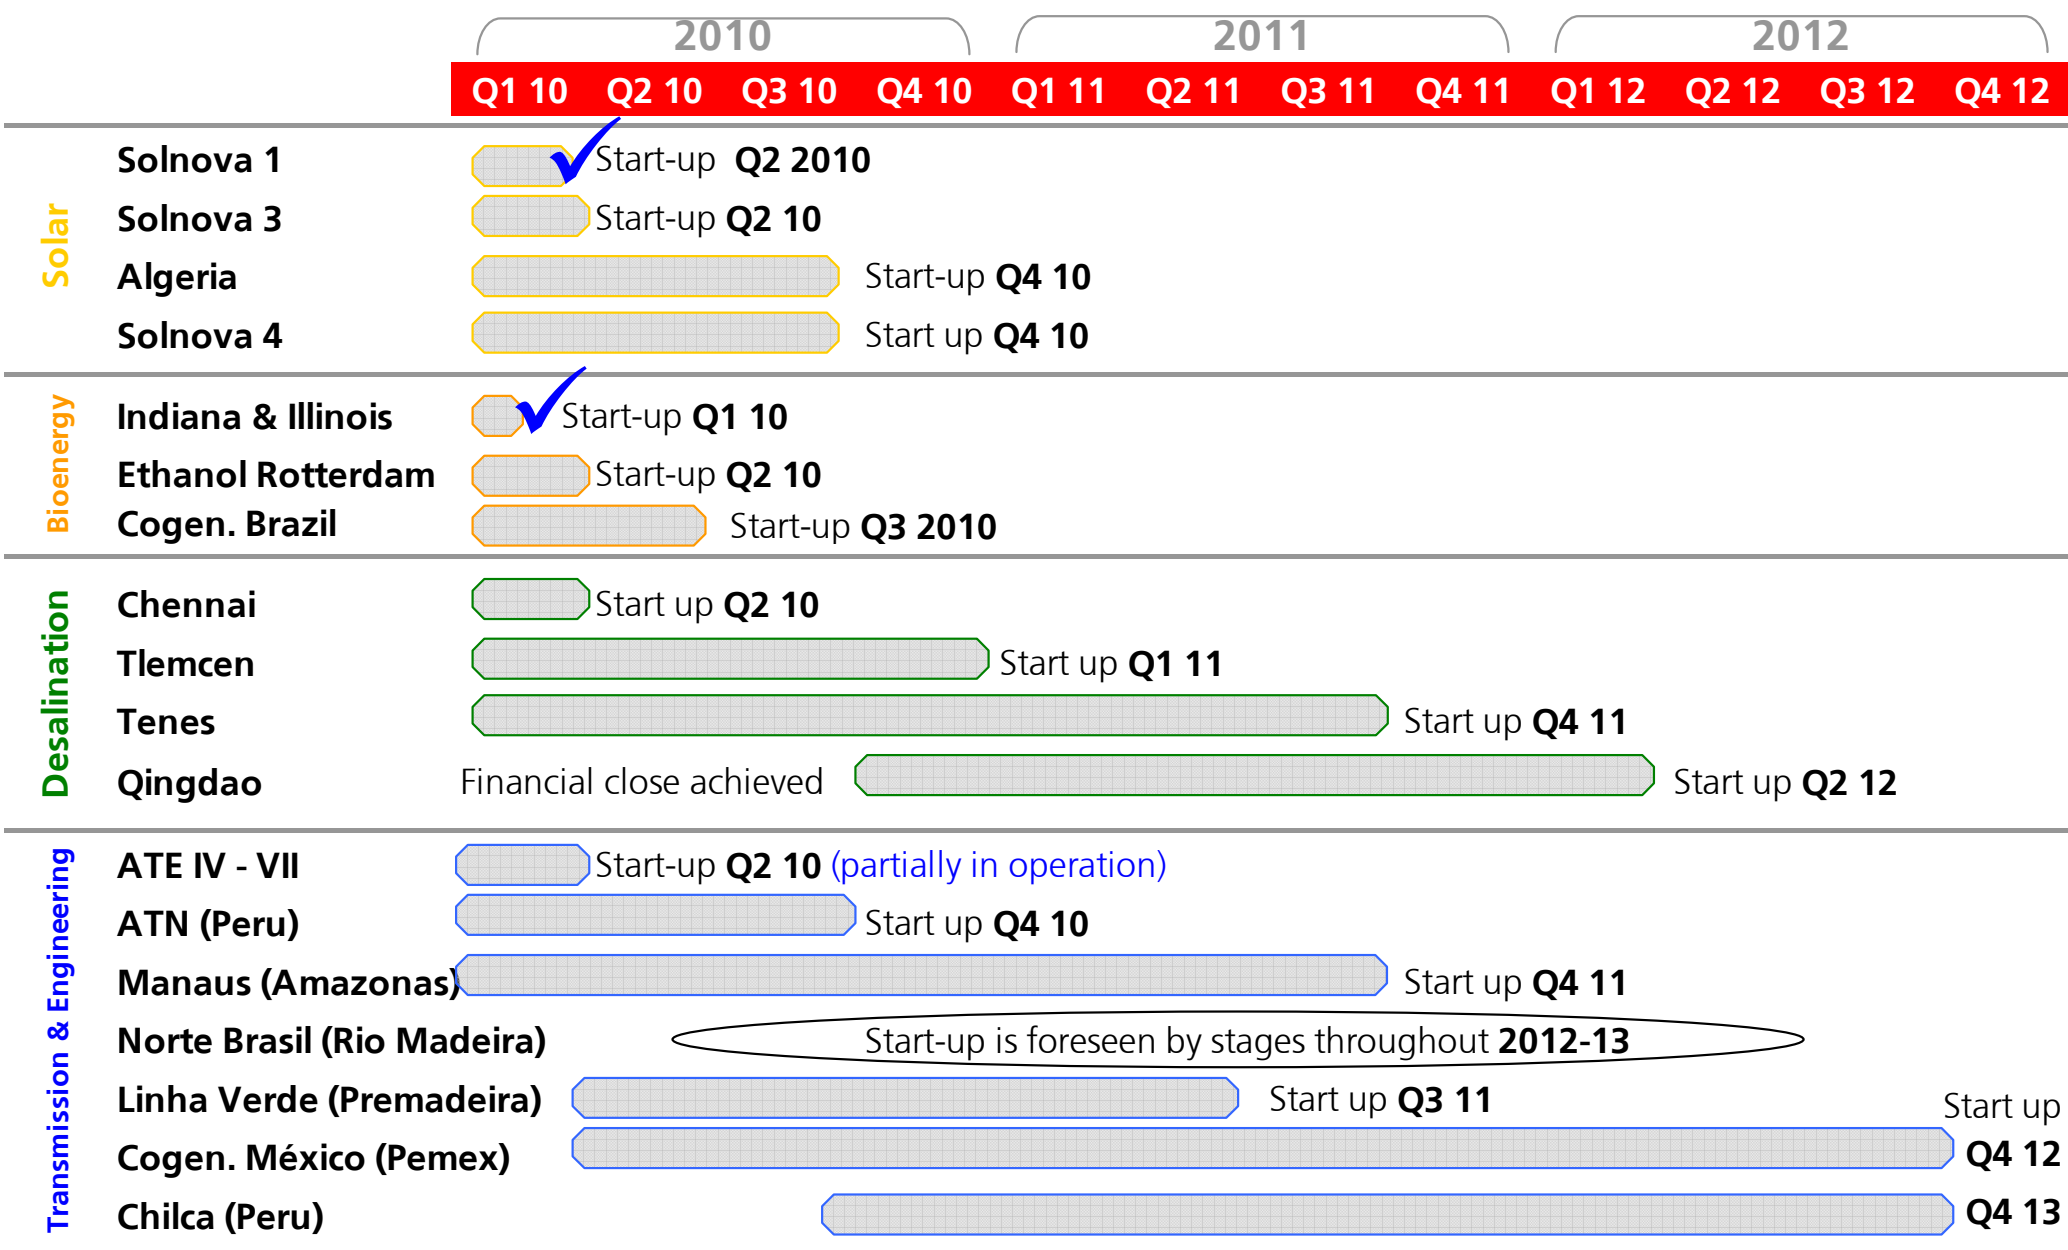 2010 2011 2012
Q1 10 Q2 10 Q3 10 Q4 10 Q1 11 Q2 11 Q3 11 Q4 11 Q1 12 Q2 12 Q3 12 Q4 12
Solar
Solnova 1 Start-up Q2 2010
Solnova 3 Start-up Q2 10
Algeria Start-up Q4 10
Solnova 4 Start up Q4 10
Bioenergy
Indiana & Illinois Start-up Q1 10
Ethanol Rotterdam Start-up Q2 10
Cogen. Brazil Start-up Q3 2010
Desalination
Chennai Start up Q2 10
Tlemcen Start up Q1 11
Tenes Start up Q4 11
Qingdao Financial close achieved Start up Q2 12
Transmission & Engineering
ATE IV - VII Start-up Q2 10 (partially in operation)
ATN (Peru) Start up Q4 10
Manaus (Amazonas) Start up Q4 11
Norte Brasil (Rio Madeira) Start-up is foreseen by stages throughout 2012-13
Linha Verde (Premadeira) Start up Q3 11
Start up
Cogen. México (Pemex) Q4 12
Chilca (Peru) Q4 13